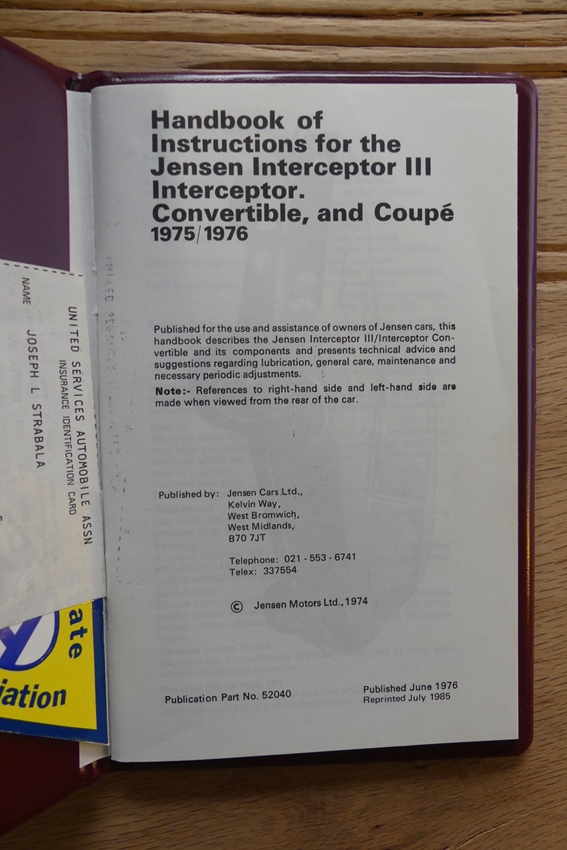 Handbook of
Instructions for the
Jensen Interceptor III
Interceptor.
Convertible, and Coupé
1975/1976
Published for the use and assistance of owners of Jensen cars, this
handbook describes the Jensen Interceptor III/Interceptor Con-
vertible and its components and presents technical advice and
suggestions regarding lubrication, general care, maintenance and
necessary periodic adjustments.
Note:- References to right-hand side and left-hand side are
made when viewed from the rear of the car.
Published by: Jensen Cars Ltd.,
Kelvin Way,
West Bromwich,
West Midlands,
B70 7JT
Telephone: 021 - 553 - 6741
Telex: 337554
© Jensen Motors Ltd., 1974
Publication Part No. 52040
Published June 1976
Reprinted July 1985
UNITED SERVICES AUTOMOBILE ASSN
INSURANCE IDENTIFICATION CARD
NAME
JOSEPH L STRABALA
ate
iation